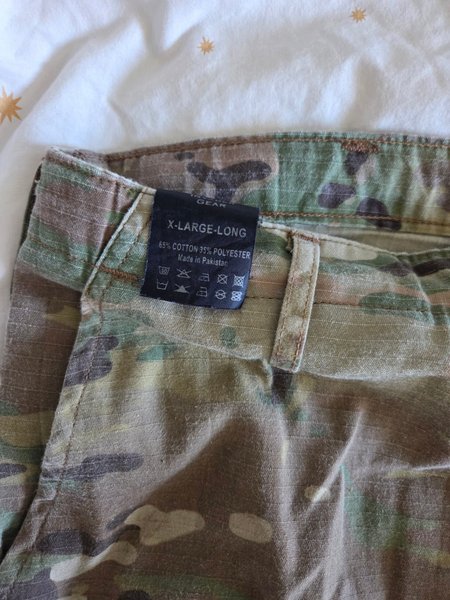 GEAR
X-LARGE-LONG
65% COTTON 35% POLYESTER
Made in Pakistan